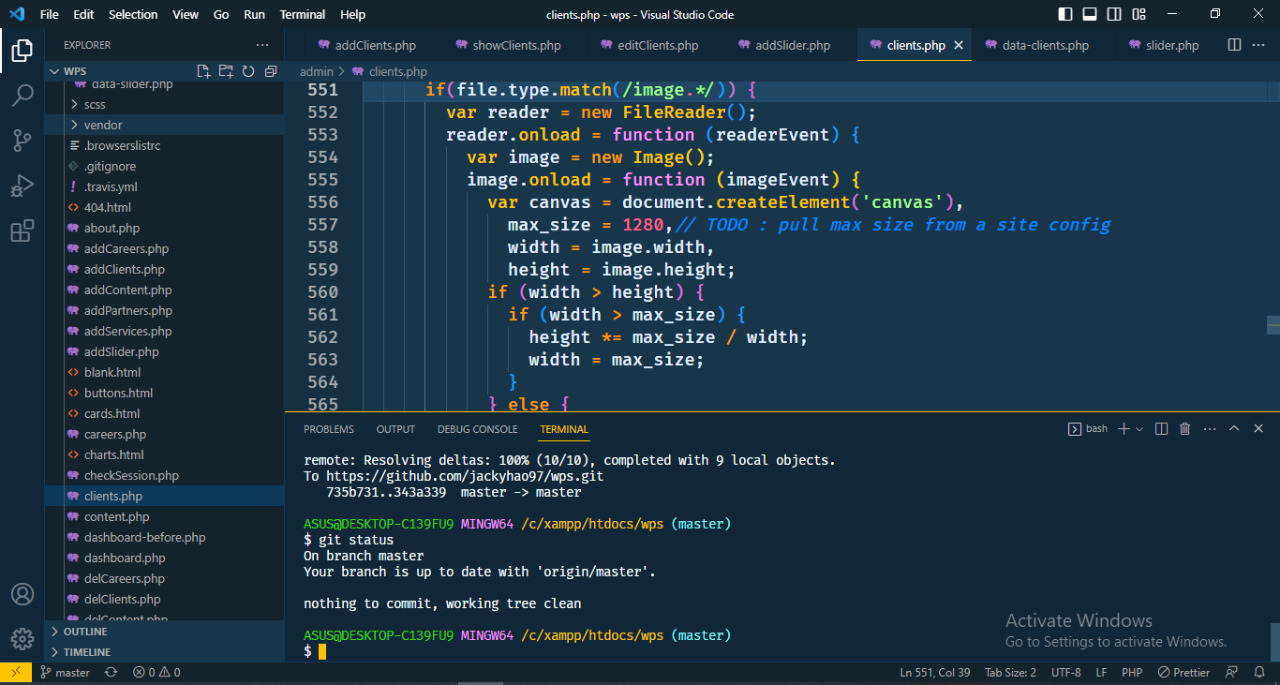 File Edit Selection View Go Run Terminal Help clients.php - wps - Visual Studio Code
EXPLORER
addClients.php showClients.php editClients.php addSlider.php clients.php data-clients.php slider.php
WPS
admin > clients.php
data-slider.php
scss
vendor
.browserslistrc
.gitignore
.travis.yml
404.html
about.php
addCareers.php
addClients.php
addContent.php
addPartners.php
addServices.php
addSlider.php
blank.html
buttons.html
cards.html
careers.php
charts.html
checkSession.php
clients.php
content.php
dashboard-before.php
dashboard.php
delCareers.php
delClients.php
delContent.php
OUTLINE
TIMELINE
551 if(file.type.match(/image.*/)) {
552 var reader = new FileReader();
553 reader.onload = function (readerEvent) {
554 var image = new Image();
555 image.onload = function (imageEvent) {
556 var canvas = document.createElement('canvas'),
557 max_size = 1280,// TODO : pull max size from a site config
558 width = image.width,
559 height = image.height;
560 if (width > height) {
561 if (width > max_size) {
562 height *= max_size / width;
563 width = max_size;
564 }
565 } else {
PROBLEMS OUTPUT DEBUG CONSOLE TERMINAL bash
remote: Resolving deltas: 100% (10/10), completed with 9 local objects.
To https://github.com/jackyhao97/wps.git
735b731..343a339 master -> master
ASUS@DESKTOP-C139FU9 MINGW64 /c/xampp/htdocs/wps (master)
$ git status
On branch master
Your branch is up to date with 'origin/master'.
nothing to commit, working tree clean
ASUS@DESKTOP-C139FU9 MINGW64 /c/xampp/htdocs/wps (master)
$
Activate Windows
Go to Settings to activate Windows.
master 0 0 Ln 551, Col 39 Tab Size: 2 UTF-8 LF PHP Prettier